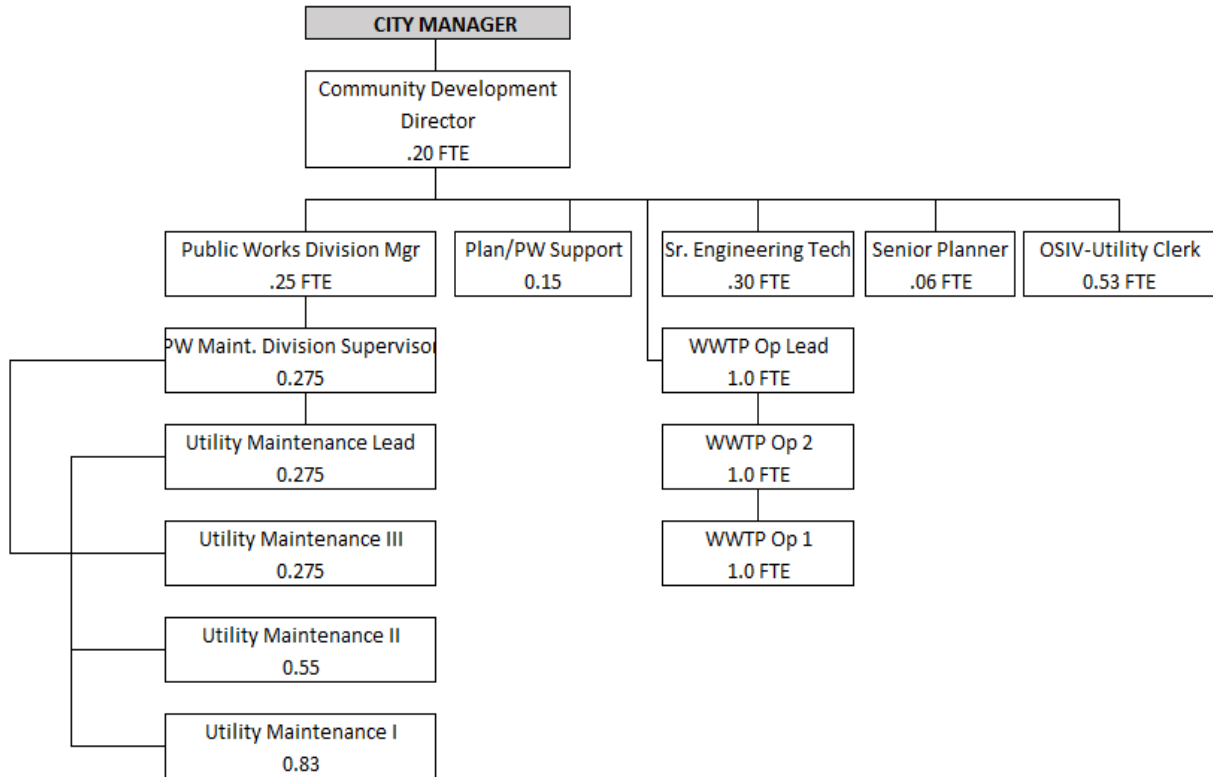 CITY MANAGER
Community Development
Director
.20 FTE
Public Works Division Mgr
.25 FTE
Plan/PW Support
0.15
Sr. Engineering Tech
.30 FTE
Senior Planner
.06 FTE
OSIV-Utility Clerk
0.53 FTE
PW Maint. Division Supervisor
0.275
WWTP Op Lead
1.0 FTE
Utility Maintenance Lead
0.275
WWTP Op 2
1.0 FTE
Utility Maintenance III
0.275
WWTP Op 1
1.0 FTE
Utility Maintenance II
0.55
Utility Maintenance I
0.83